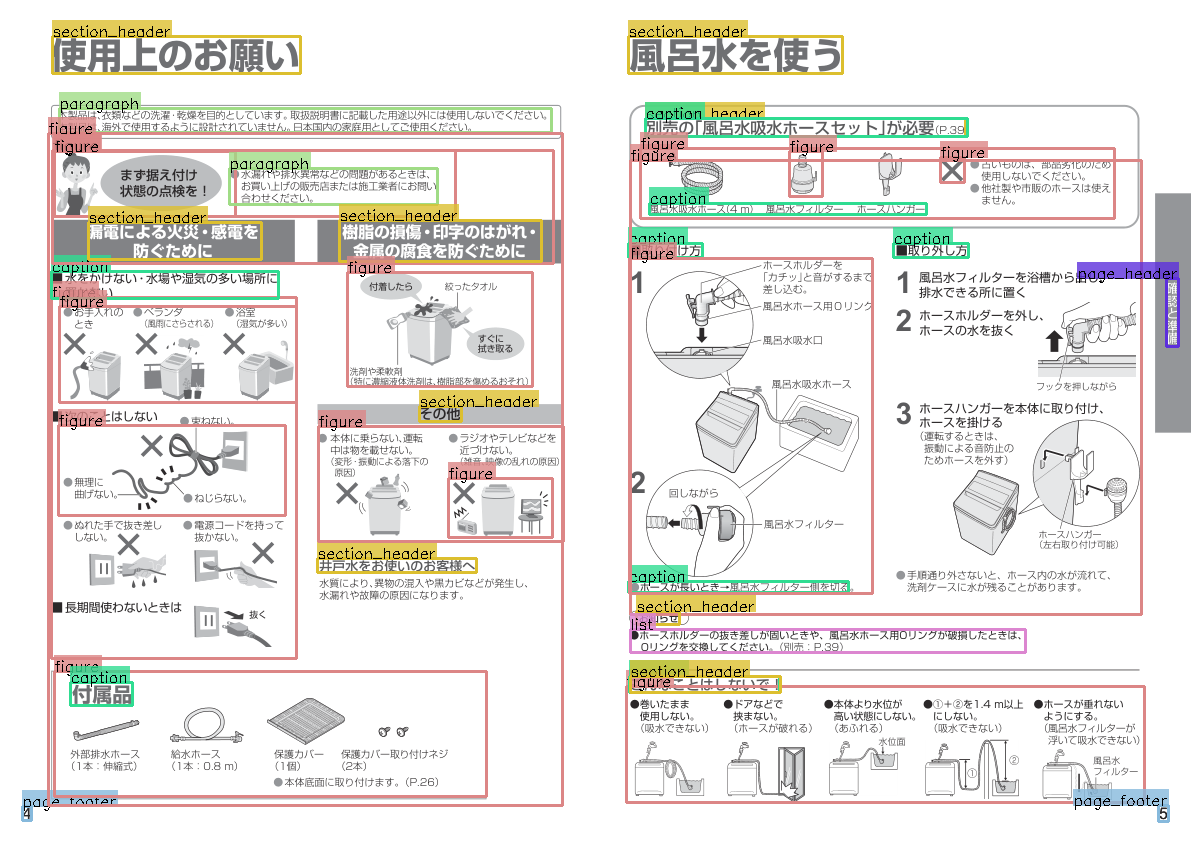 section_header
使用上のお願い
paragraph
本製品は、衣類などの洗濯・乾燥を目的としています。取扱説明書に記載した用途以外には使用しないでください。
海外で使用するように設計されていません。日本国内の家庭用としてご使用ください。
figure
figure
まず据え付け
状態の点検を！
paragraph
水漏れや排水異常などの問題があるときは、
お買い上げの販売店または施工業者にお問い
合わせください。
section_header
漏電による火災・感電を
防ぐために
caption
■水をかけない・水場や湿気の多い場所に
figure
●お手入れの
とき
●ベランダ
（風雨にさらされる）
●浴室
（湿気が多い）
ことはしない
figure
●束ねない。
●無理に
曲げない。
●ねじらない。
●ぬれた手で抜き差し
しない。
●電源コードを持って
抜かない。
■長期間使わないときは
抜く
section_header
樹脂の損傷・印字のはがれ・
金属の腐食を防ぐために
figure
付着したら
絞ったタオル
すぐに
拭き取る
洗剤や柔軟剤
（特に濃縮液体洗剤は、樹脂部を傷めるおそれ）
section_header
その他
figure
●本体に乗らない、運転
中は物を載せない。
（変形・振動による落下の
原因）
●ラジオやテレビなどを
近づけない。
（雑音、映像の乱れの原因）
figure
section_header
井戸水をお使いのお客様へ
水質により、異物の混入や黒カビなどが発生し、
水漏れや故障の原因になります。
figure
caption
付属品
外部排水ホース
（1本：伸縮式）
給水ホース
（1本：0.8 m）
保護カバー
（1個）
保護カバー取り付けネジ
（2本）
●本体底面に取り付けます。（P.26）
page_footer
4
section_header
風呂水を使う
caption
header
別売の「風呂水吸水ホースセット」が必要（P.39
figure
figure
figure
figure
caption
風呂水吸水ホース（4 m）
風呂水フィルター
ホースハンガー
●古いものは、部品劣化のため
使用しないでください。
●他社製や市販のホースは使え
ません。
caption
け方
figure
1
ホースホルダーを
「カチッ」と音がするまで
差し込む。
風呂水ホース用Oリング
風呂水吸水口
風呂水吸水ホース
2
回しながら
風呂水フィルター
caption
●ホースが長いとき→風呂水フィルター側を切る。
caption
■取り外し方
page_header
確認と準備
1 風呂水フィルターを浴槽から
排水できる所に置く
2 ホースホルダーを外し、
ホースの水を抜く
フックを押しながら
3 ホースハンガーを本体に取り付け、
ホースを掛ける
（運転するときは、
振動による音防止の
ためホースを外す）
ホースハンガー
（左右取り付け可能）
●手順通り外さないと、ホース内の水が流れて、
洗剤ケースに水が残ることがあります。
section_header
らせ
list
●ホースホルダーの抜き差しが固いときや、風呂水ホース用Oリングが破損したときは、
Oリングを交換してください。（別売：P.39）
section_header
figure
なことはしないで！
●巻いたまま
使用しない。
（吸水できない）
●ドアなどで
挟まない。
（ホースが破れる）
●本体より水位が
高い状態にしない。
（あふれる）
水位面
●①＋②を1.4 m以上
にしない。
（吸水できない）
①
②
●ホースが垂れない
ようにする。
（風呂水フィルターが
浮いて吸水できない）
風呂水
フィルター
page_footer
5